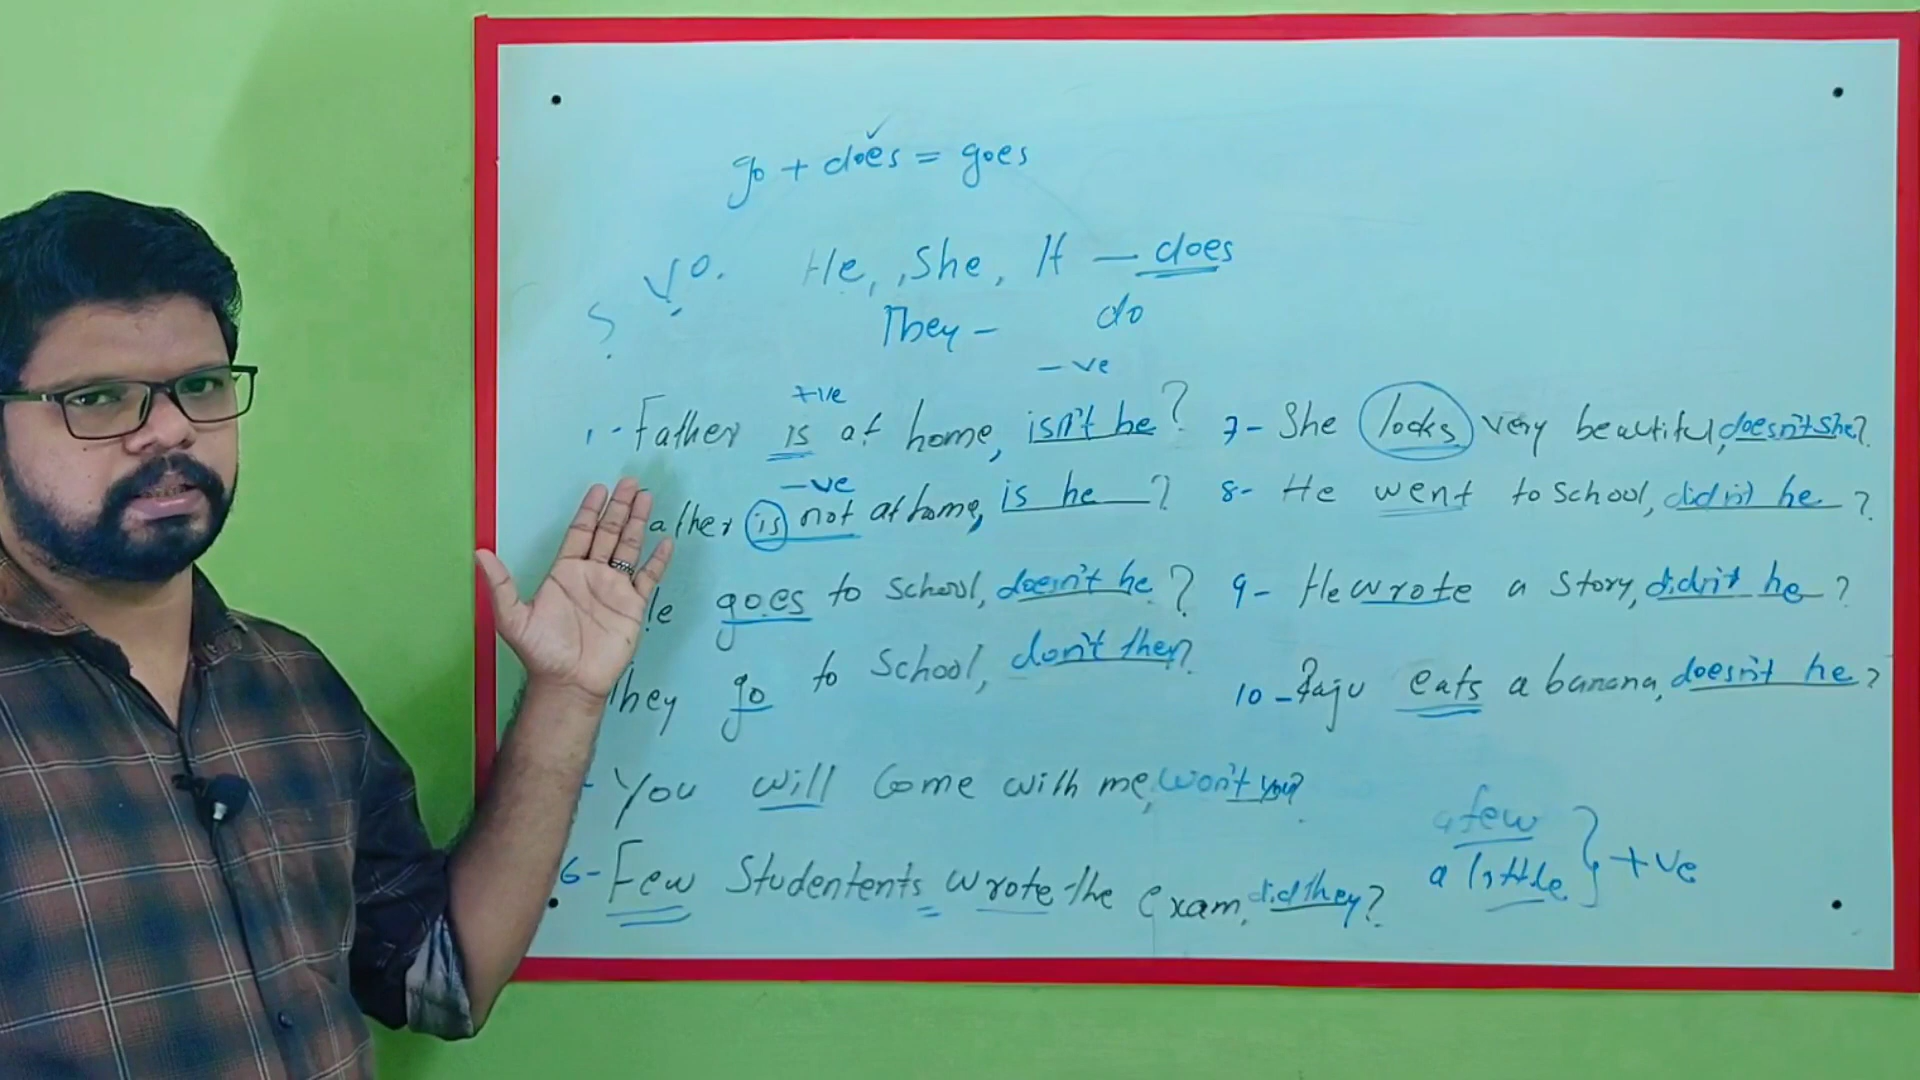 go + does = goes
He, She, It — does
They – do
+ve
– ve
1 - Father is at home, isn't he?
– ve
ather is not at home, is he ?
goes to school, doesn't he ?
hey go to School, don't they?
- You will Come with me, won't you?
6- Few Studentents wrote the exam, did they?
7- She looks very beautiful, doesn't she?
8- He went to School, didn't he ?
9- He wrote a story, didn't he ?
10 - Raju eats a banana, doesn't he ?
a few
a little } +ve